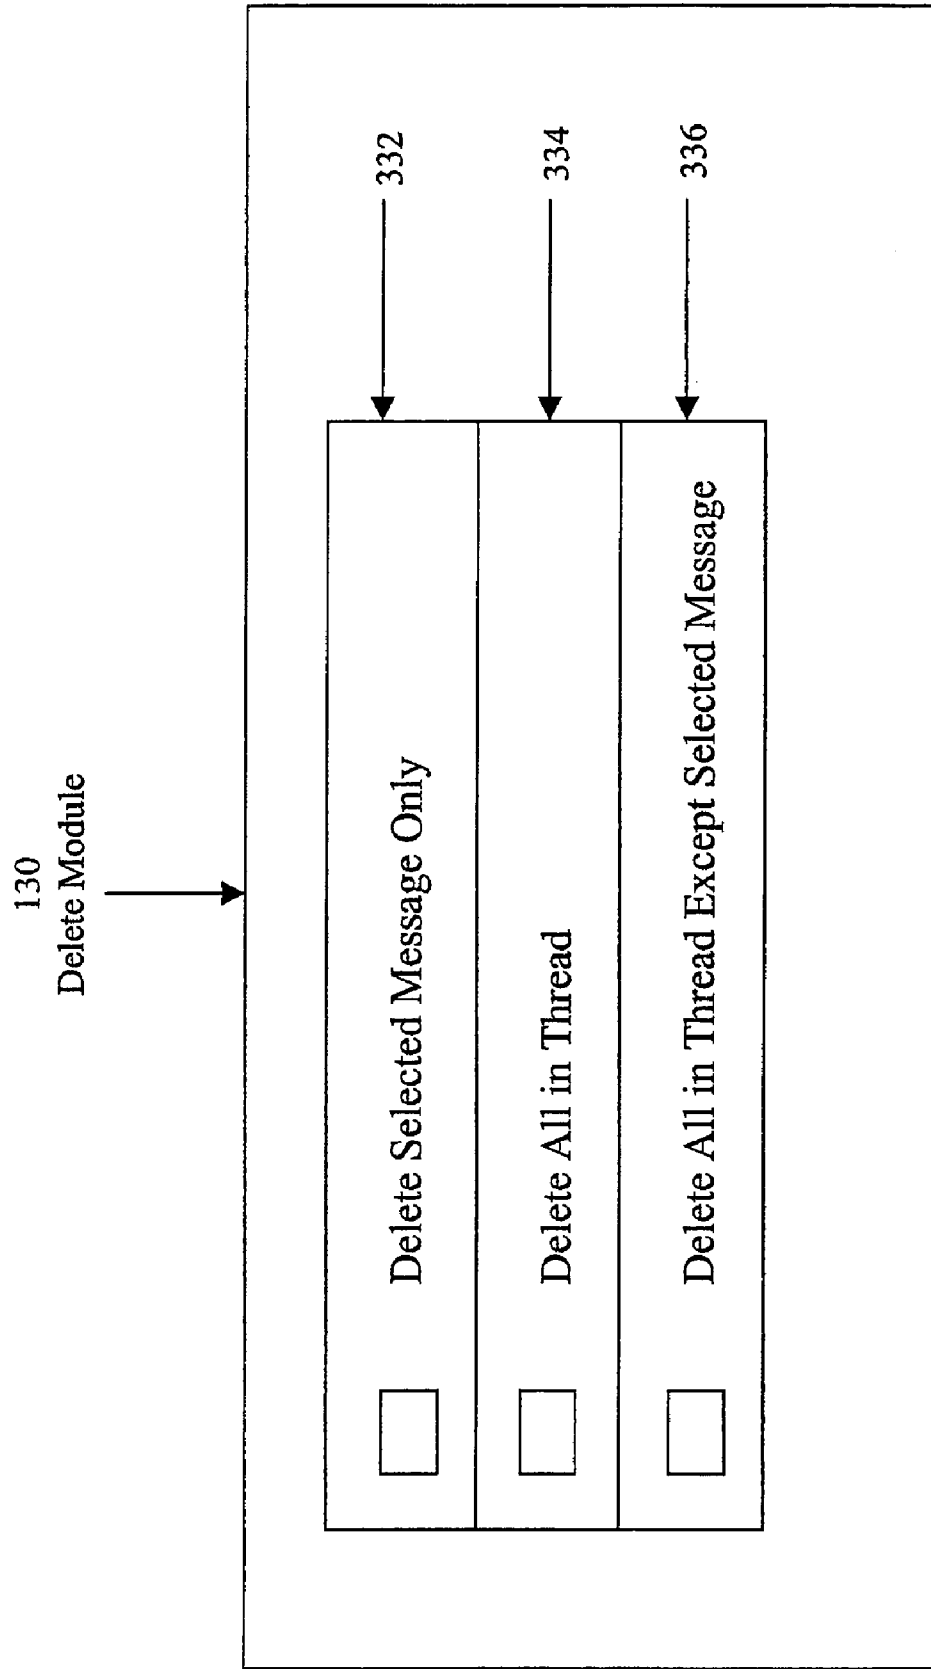 130
Delete Module
Delete Selected Message Only
332
Delete All in Thread
334
Delete All in Thread Except Selected Message
336